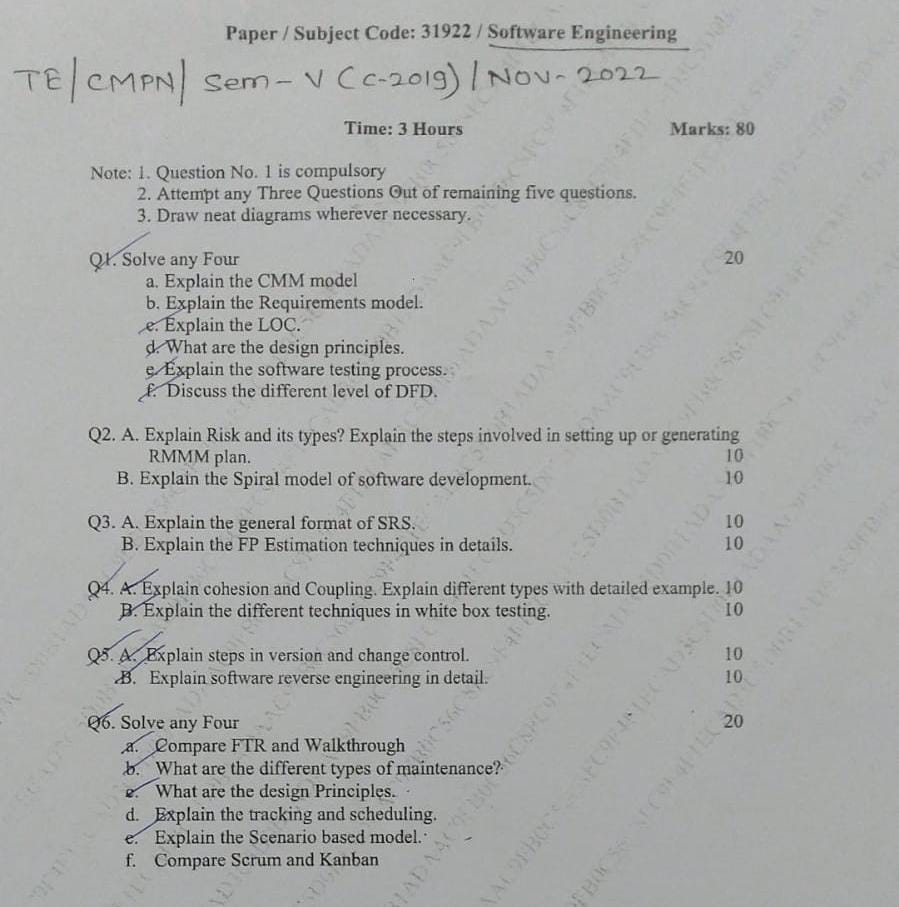 Paper / Subject Code: 31922 / Software Engineering
TE/CMPN/ Sem - V (C-2019) / NOV - 2022
Time: 3 Hours Marks: 80
Note: 1. Question No. 1 is compulsory
2. Attempt any Three Questions Out of remaining five questions.
3. Draw neat diagrams wherever necessary.
Q1. Solve any Four 20
a. Explain the CMM model
b. Explain the Requirements model.
c. Explain the LOC.
d. What are the design principles.
e. Explain the software testing process.
f. Discuss the different level of DFD.
Q2. A. Explain Risk and its types? Explain the steps involved in setting up or generating
RMMM plan. 10
B. Explain the Spiral model of software development. 10
Q3. A. Explain the general format of SRS. 10
B. Explain the FP Estimation techniques in details. 10
Q4. A. Explain cohesion and Coupling. Explain different types with detailed example. 10
B. Explain the different techniques in white box testing. 10
Q5. A. Explain steps in version and change control. 10
B. Explain software reverse engineering in detail. 10
Q6. Solve any Four 20
a. Compare FTR and Walkthrough
b. What are the different types of maintenance?
c. What are the design Principles.
d. Explain the tracking and scheduling.
e. Explain the Scenario based model.
f. Compare Scrum and Kanban